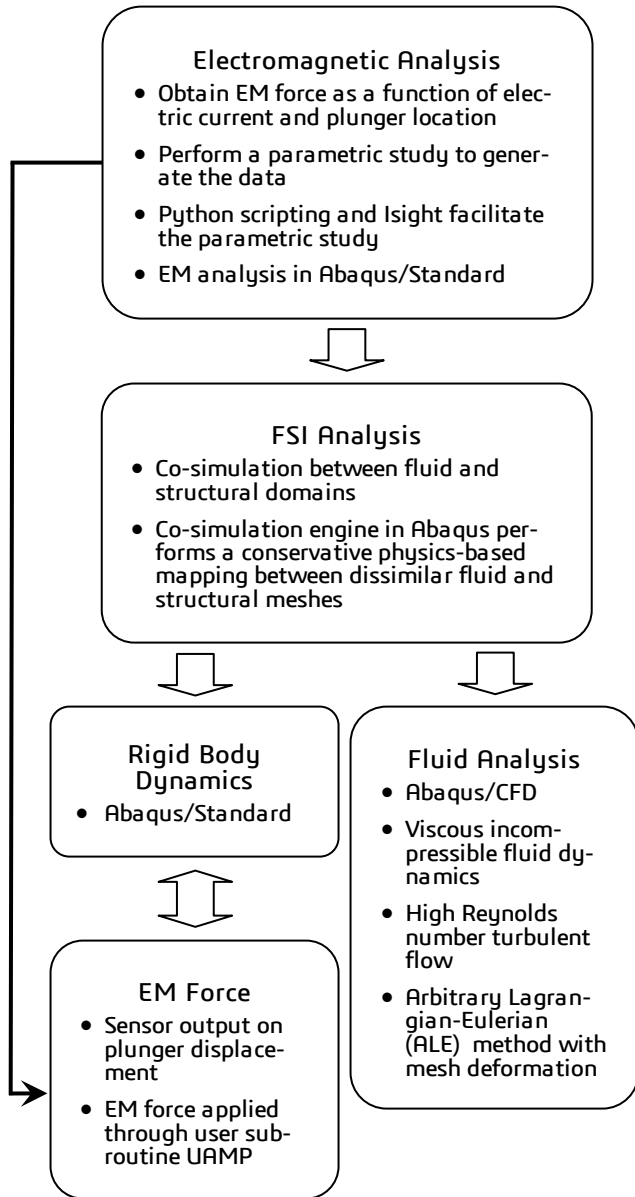 Electromagnetic Analysis
• Obtain EM force as a function of elec-
tric current and plunger location
• Perform a parametric study to gener-
ate the data
• Python scripting and Isight facilitate
the parametric study
• EM analysis in Abaqus/Standard
FSI Analysis
• Co-simulation between fluid and
structural domains
• Co-simulation engine in Abaqus per-
forms a conservative physics-based
mapping between dissimilar fluid and
structural meshes
Rigid Body
Dynamics
• Abaqus/Standard
Fluid Analysis
• Abaqus/CFD
• Viscous incom-
pressible fluid dy-
namics
• High Reynolds
number turbulent
flow
• Arbitrary Lagran-
gian-Eulerian
(ALE) method with
mesh deformation
EM Force
• Sensor output on
plunger displace-
ment
• EM force applied
through user sub-
routine UAMP